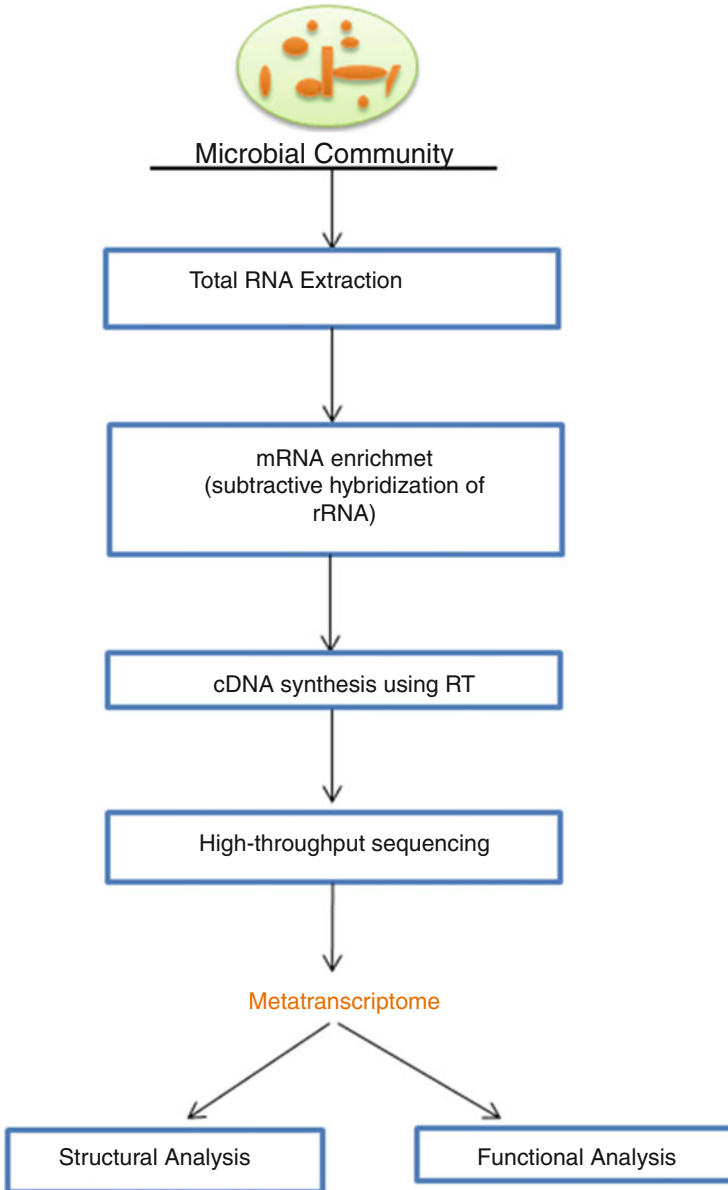 Microbial Community
Total RNA Extraction
mRNA enrichmet
(subtractive hybridization of
rRNA)
cDNA synthesis using RT
High-throughput sequencing
Metatranscriptome
Structural Analysis
Functional Analysis